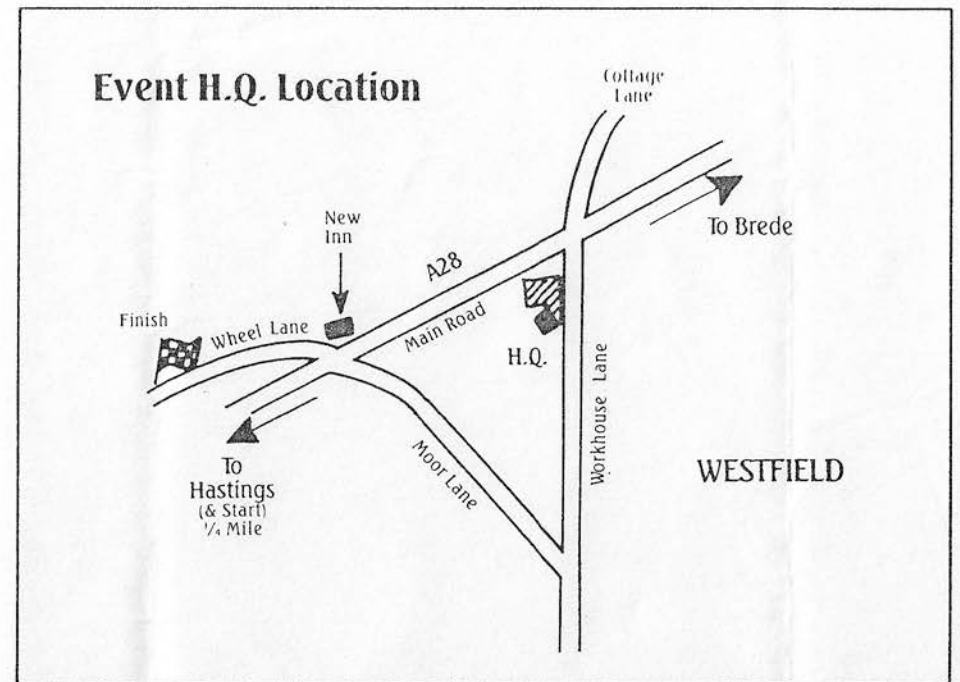 Event H.Q. Location
Cottage
Lane
To Brede
New
Inn
A28
Main Road
Finish
Wheel Lane
H.Q.
Workhouse Lane
Moor Lane
To
Hastings
(& Start)
1/4 Mile
WESTFIELD